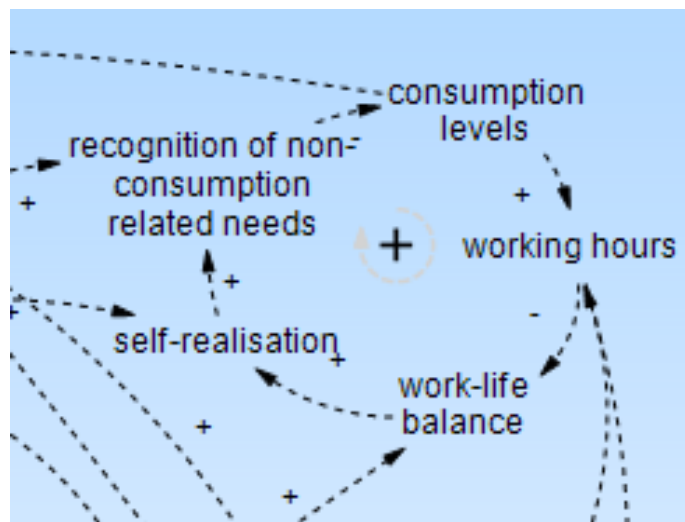 consumption
levels
recognition of non-
consumption
related needs
-
+
+
+
working hours
+
+
-
self-realisation
+
+
work-life
balance
+
+